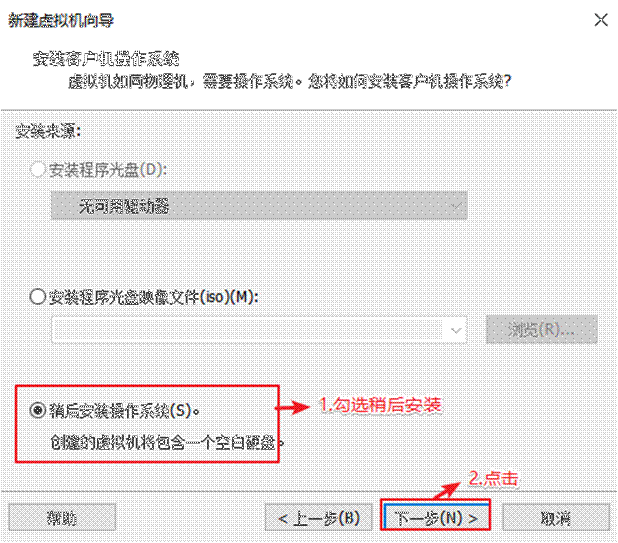 新建虚拟机向导
安装客户机操作系统
虚拟机如同物理机，需要操作系统。您将如何安装客户机操作系统?
安装来源:
安装程序光盘(D):
无可用驱动器
安装程序光盘映像文件(iso)(M):
浏览(R)...
稍后安装操作系统(S)。
1.勾选稍后安装
创建的虚拟机将包含一个空白硬盘。
2.点击
帮助
< 上一步(B)
下一步(N) >
取消